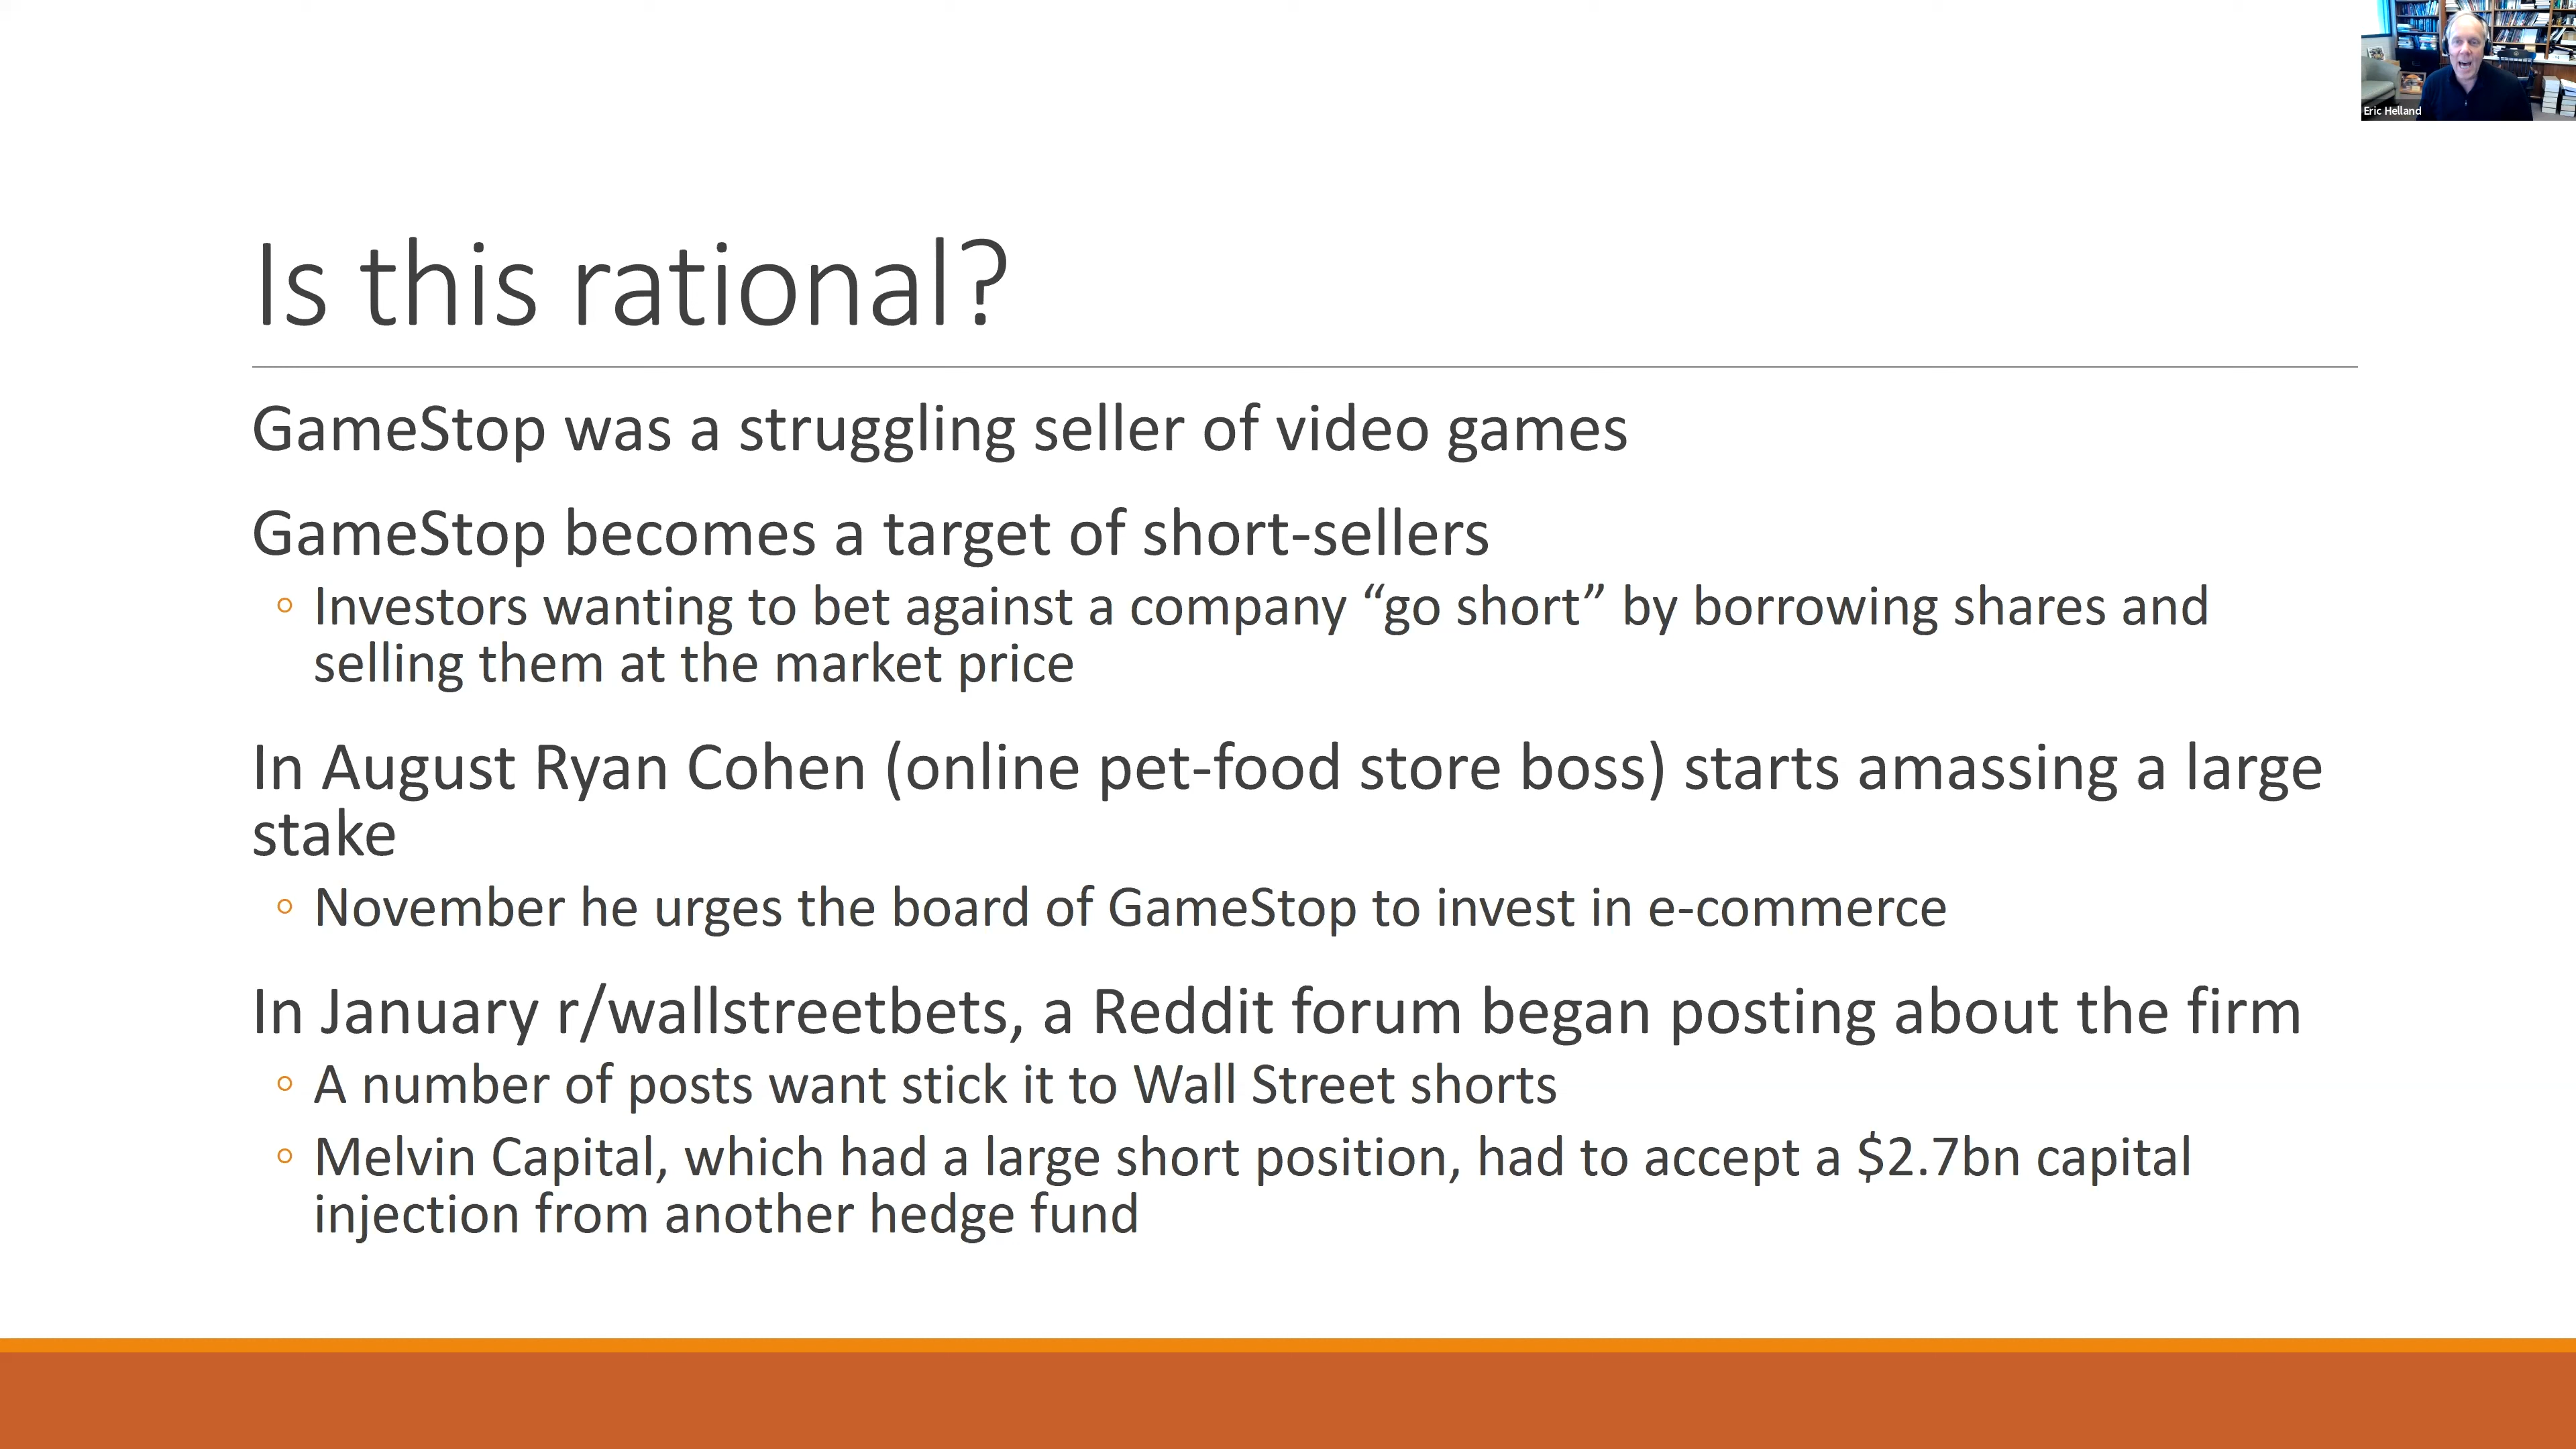 Eric Helland
Is this rational?
GameStop was a struggling seller of video games
GameStop becomes a target of short-sellers
◦ Investors wanting to bet against a company “go short” by borrowing shares and
selling them at the market price
In August Ryan Cohen (online pet-food store boss) starts amassing a large
stake
◦ November he urges the board of GameStop to invest in e-commerce
In January r/wallstreetbets, a Reddit forum began posting about the firm
◦ A number of posts want stick it to Wall Street shorts
◦ Melvin Capital, which had a large short position, had to accept a $2.7bn capital
injection from another hedge fund